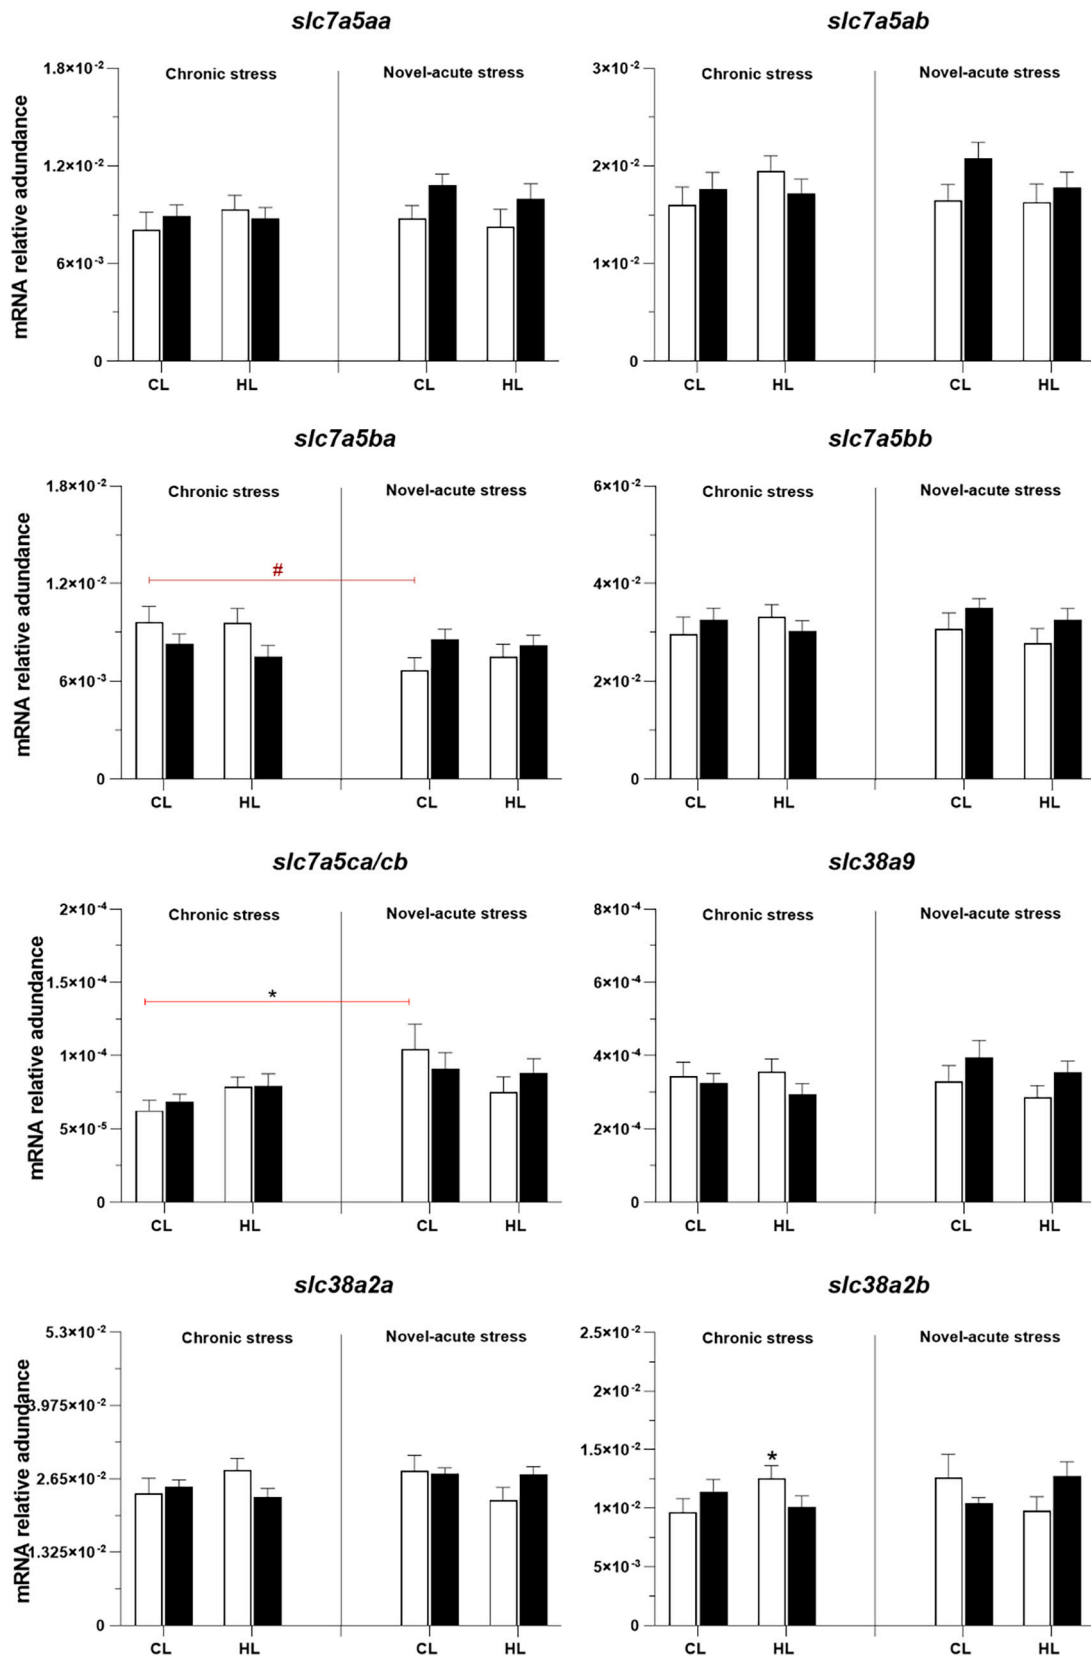 slc7a5aa
slc7a5ab
mRNA relative adundance
1.8×10⁻²
1.2×10⁻²
6×10⁻³
0
Chronic stress
Novel-acute stress
CL
HL
CL
HL
3×10⁻²
2×10⁻²
1×10⁻²
0
Chronic stress
Novel-acute stress
CL
HL
CL
HL
slc7a5ba
slc7a5bb
mRNA relative adundance
1.8×10⁻²
1.2×10⁻²
6×10⁻³
0
Chronic stress
Novel-acute stress
#
CL
HL
CL
HL
6×10⁻²
4×10⁻²
2×10⁻²
0
Chronic stress
Novel-acute stress
CL
HL
CL
HL
slc7a5ca/cb
slc38a9
mRNA relative adundance
2×10⁻⁴
1.5×10⁻⁴
1×10⁻⁴
5×10⁻⁵
0
Chronic stress
Novel-acute stress
*
CL
HL
CL
HL
8×10⁻⁴
6×10⁻⁴
4×10⁻⁴
2×10⁻⁴
0
Chronic stress
Novel-acute stress
CL
HL
CL
HL
slc38a2a
slc38a2b
mRNA relative adundance
5.3×10⁻²
3.975×10⁻²
2.65×10⁻²
1.325×10⁻²
0
Chronic stress
Novel-acute stress
CL
HL
CL
HL
2.5×10⁻²
2×10⁻²
1.5×10⁻²
1×10⁻²
5×10⁻³
0
Chronic stress
Novel-acute stress
*
CL
HL
CL
HL